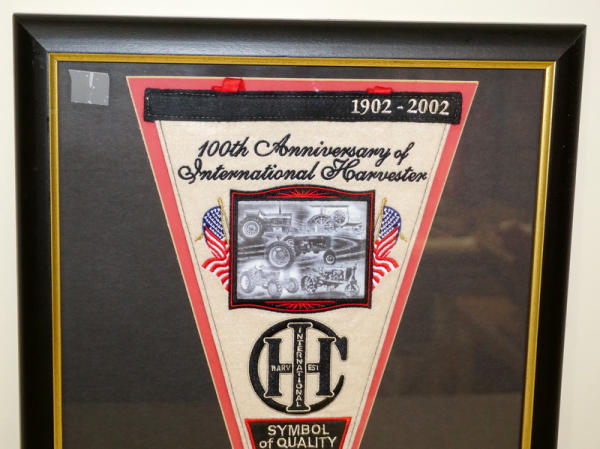 1902 - 2002
100th Anniversary of
International Harvester
INTERNATIONAL
HARV EST
SYMBOL
of QUALITY